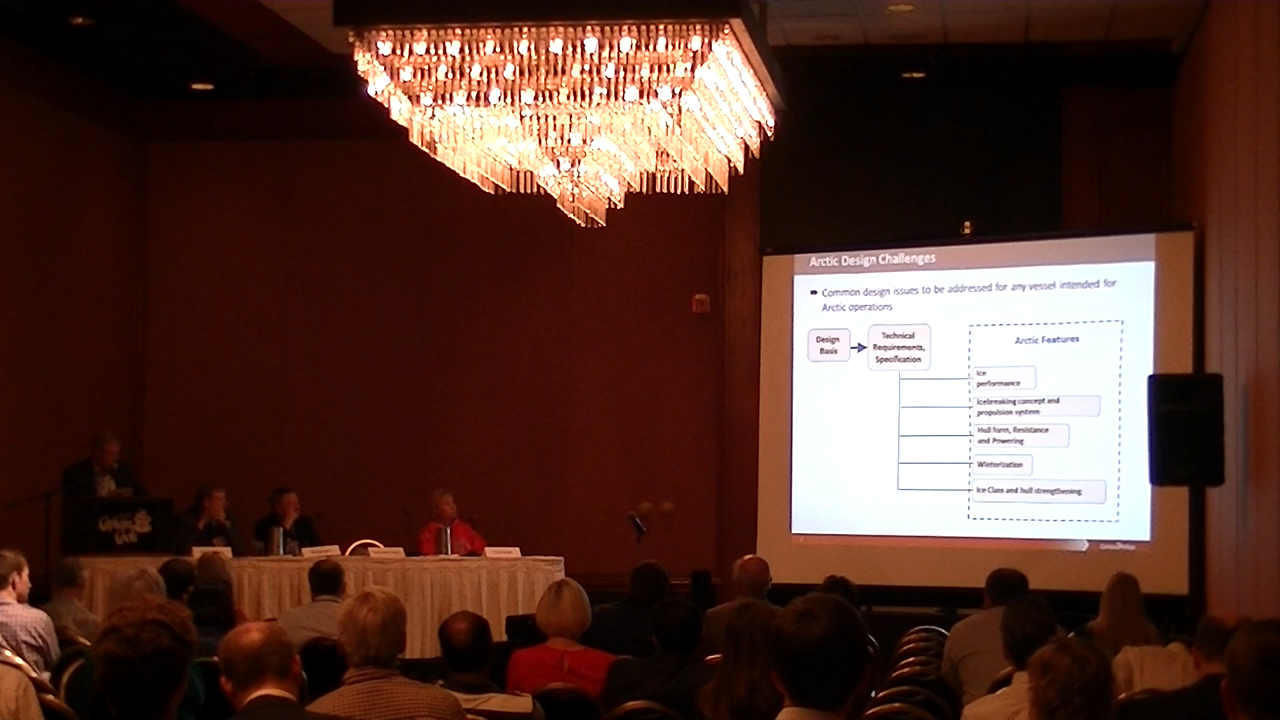 Arctic Design Challenges
Common design issues to be addressed for any vessel intended for
Arctic operations
Design
Basis
Technical
Requirements,
Specification
Arctic Features
Ice
performance
Icebreaking concept and
propulsion system
Hull form, Resistance
and Powering
Winterization
Ice Class and hull strengthening
Captain
Cook